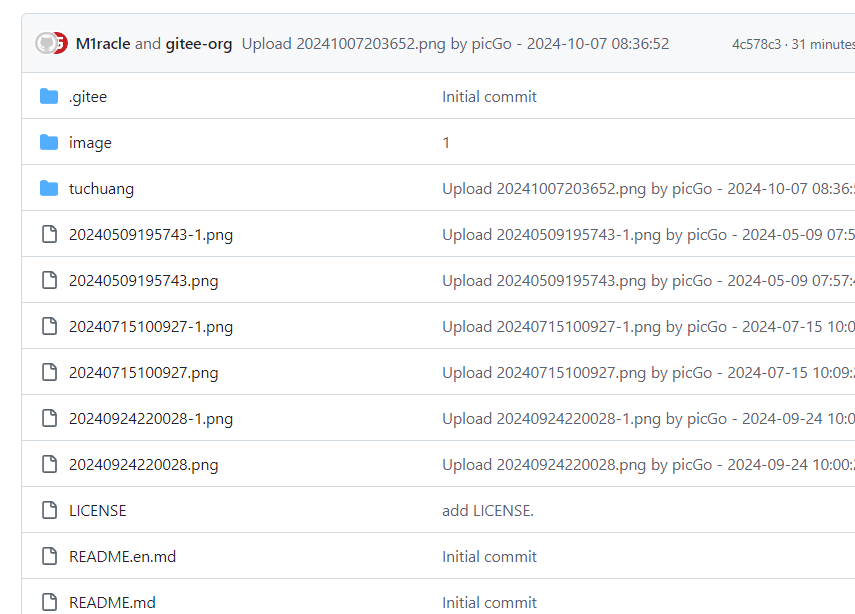 M1racle and gitee-org Upload 20241007203652.png by picGo - 2024-10-07 08:36:52 4c578c3 · 31 minutes
.gitee Initial commit
image 1
tuchuang Upload 20241007203652.png by picGo - 2024-10-07 08:36:
20240509195743-1.png Upload 20240509195743-1.png by picGo - 2024-05-09 07:5
20240509195743.png Upload 20240509195743.png by picGo - 2024-05-09 07:57:
20240715100927-1.png Upload 20240715100927-1.png by picGo - 2024-07-15 10:0
20240715100927.png Upload 20240715100927.png by picGo - 2024-07-15 10:09:
20240924220028-1.png Upload 20240924220028-1.png by picGo - 2024-09-24 10:0
20240924220028.png Upload 20240924220028.png by picGo - 2024-09-24 10:00:
LICENSE add LICENSE.
README.en.md Initial commit
README.md Initial commit